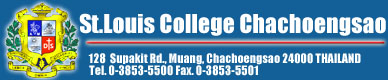 St.Louis College Chachoengsao
128 Supakit Rd., Muang, Chachoengsao 24000 THAILAND
Tel. 0-3853-5500 Fax. 0-3853-5501